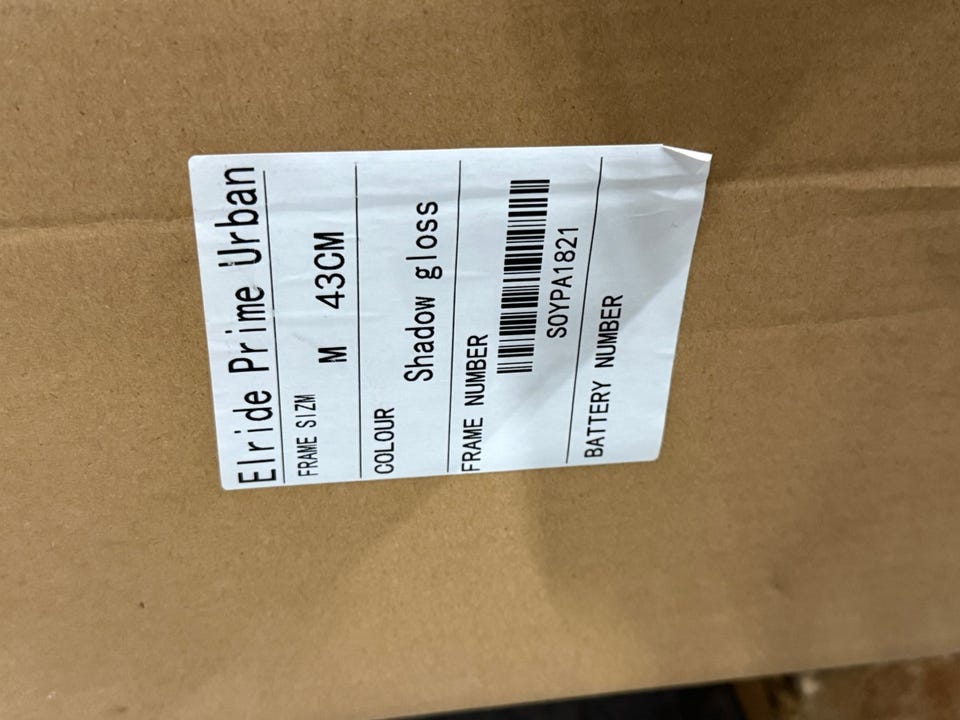 Elride Prime Urban
FRAME SIZM
M 43CM
COLOUR
Shadow gloss
FRAME NUMBER
SOYPA1821
BATTERY NUMBER